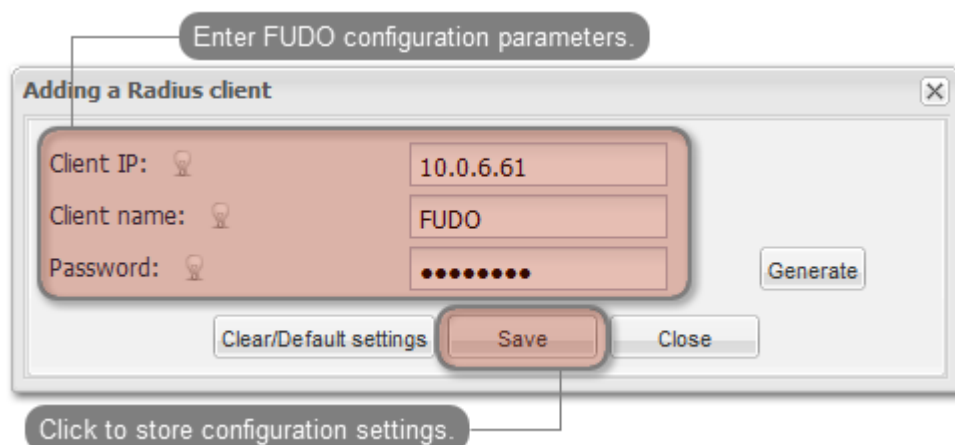 Enter FUDO configuration parameters.
Adding a Radius client
Client IP: 10.0.6.61
Client name: FUDO
Password: ●●●●●●●●
Generate
Clear/Default settings Save Close
Click to store configuration settings.